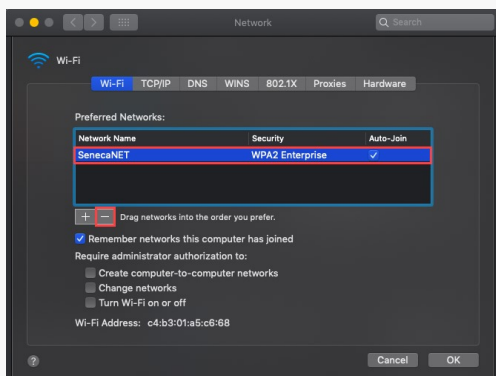 Network
Search
Wi-Fi
Wi-Fi TCP/IP DNS WINS 802.1X Proxies Hardware
Preferred Networks:
Network Name Security Auto-Join
SenecaNET WPA2 Enterprise
+ − Drag networks into the order you prefer.
Remember networks this computer has joined
Require administrator authorization to:
Create computer-to-computer networks
Change networks
Turn Wi-Fi on or off
Wi-Fi Address: c4:b3:01:a5:c6:68
? Cancel OK